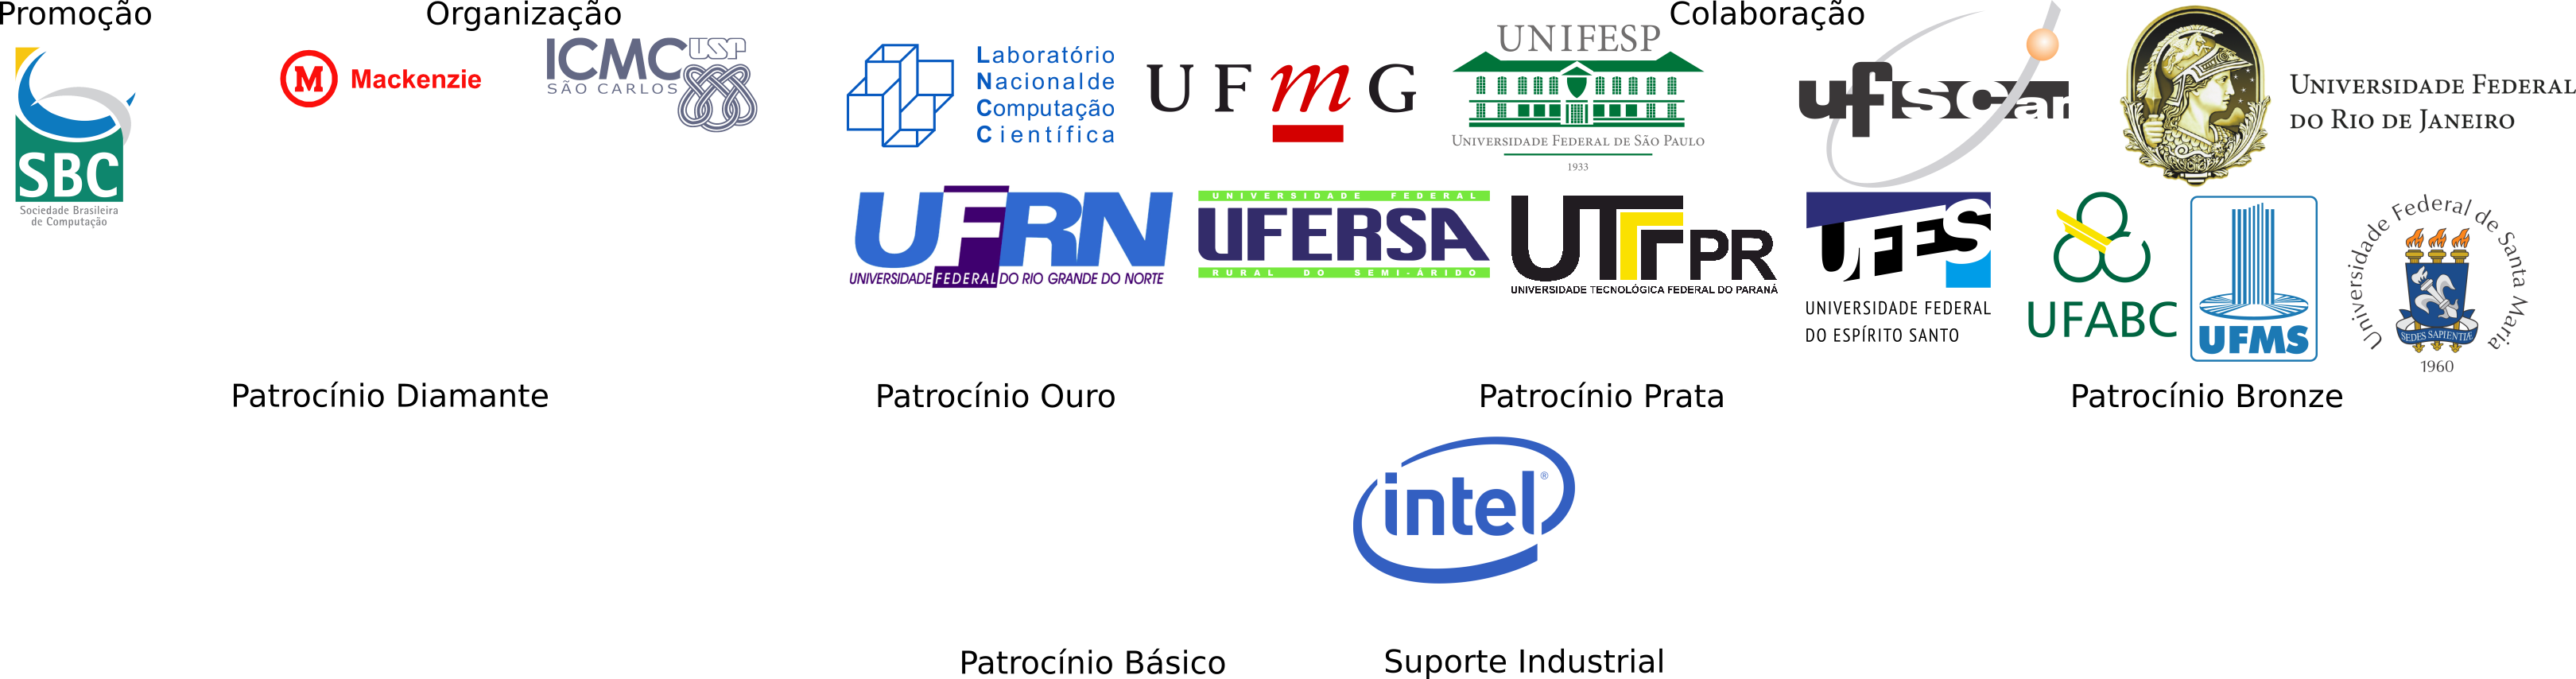 Promoção
Organização
Colaboração
SBC
Sociedade Brasileira
de Computação
M Mackenzie
ICMC USP
SÃO CARLOS
Laboratório
Nacional de
Computação
Científica
UFmG
UNIFESP
UNIVERSIDADE FEDERAL DE SÃO PAULO
1933
ufscar
UNIVERSIDADE FEDERAL
DO RIO DE JANEIRO
UFRN
UNIVERSIDADE FEDERAL DO RIO GRANDE DO NORTE
UNIVERSIDADE FEDERAL
UFERSA
RURAL DO SEMI-ÁRIDO
UTFPR
UNIVERSIDADE TECNOLÓGICA FEDERAL DO PARANÁ
UFES
UNIVERSIDADE FEDERAL
DO ESPÍRITO SANTO
UFABC
UFMS
Universidade Federal de Santa Maria
SEDES SAPIENTIÆ
1960
Patrocínio Diamante
Patrocínio Ouro
Patrocínio Prata
Patrocínio Bronze
intel®
Patrocínio Básico
Suporte Industrial